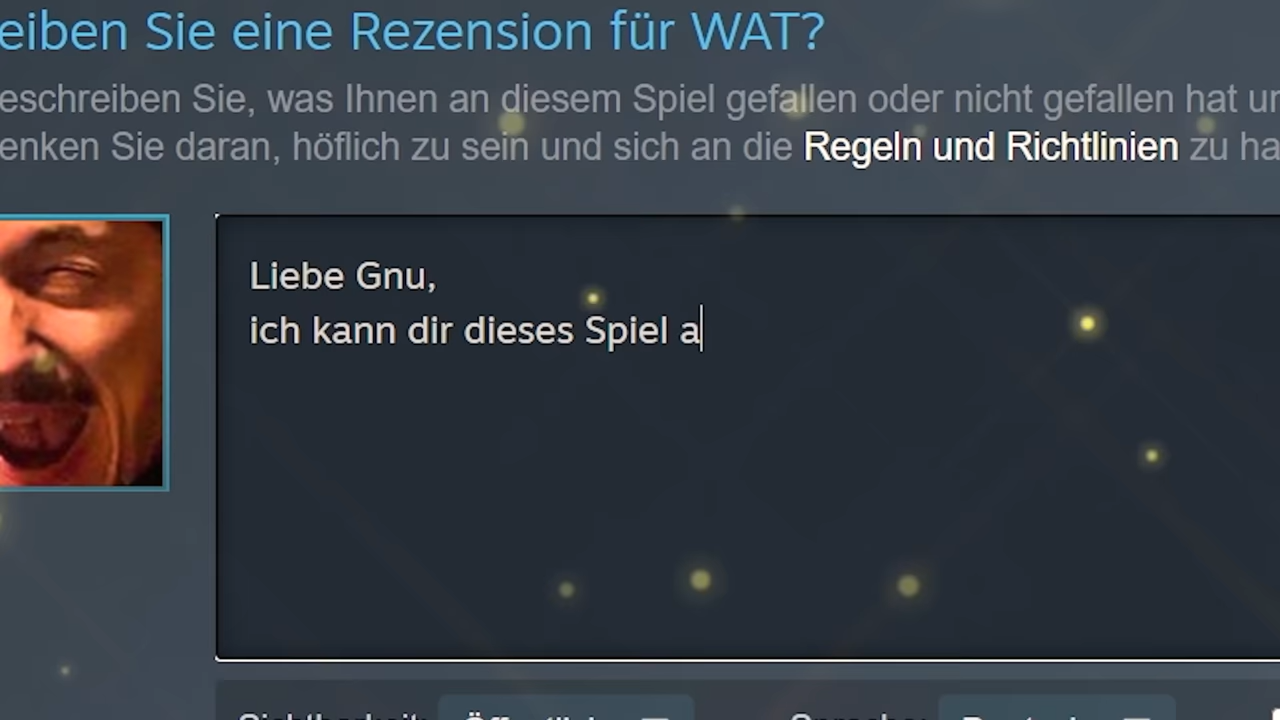 eiben Sie eine Rezension für WAT?
eschreiben Sie, was Ihnen an diesem Spiel gefallen oder nicht gefallen hat un
enken Sie daran, höflich zu sein und sich an die Regeln und Richtlinien zu ha
Liebe Gnu,
ich kann dir dieses Spiel a